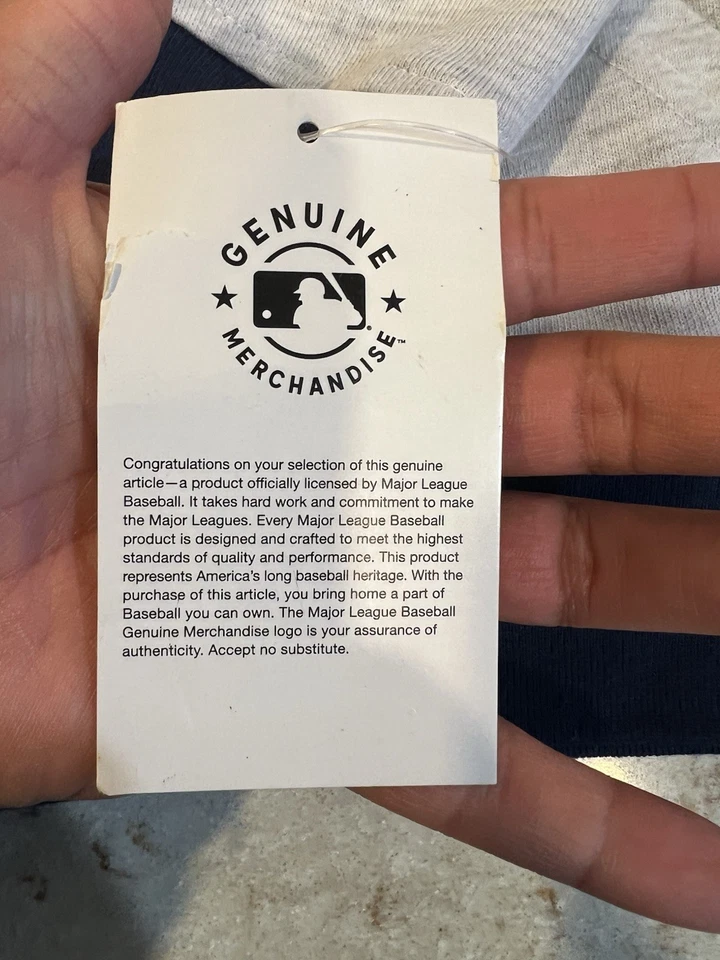 GENUINE
MERCHANDISE™
Congratulations on your selection of this genuine
article—a product officially licensed by Major League
Baseball. It takes hard work and commitment to make
the Major Leagues. Every Major League Baseball
product is designed and crafted to meet the highest
standards of quality and performance. This product
represents America's long baseball heritage. With the
purchase of this article, you bring home a part of
Baseball you can own. The Major League Baseball
Genuine Merchandise logo is your assurance of
authenticity. Accept no substitute.